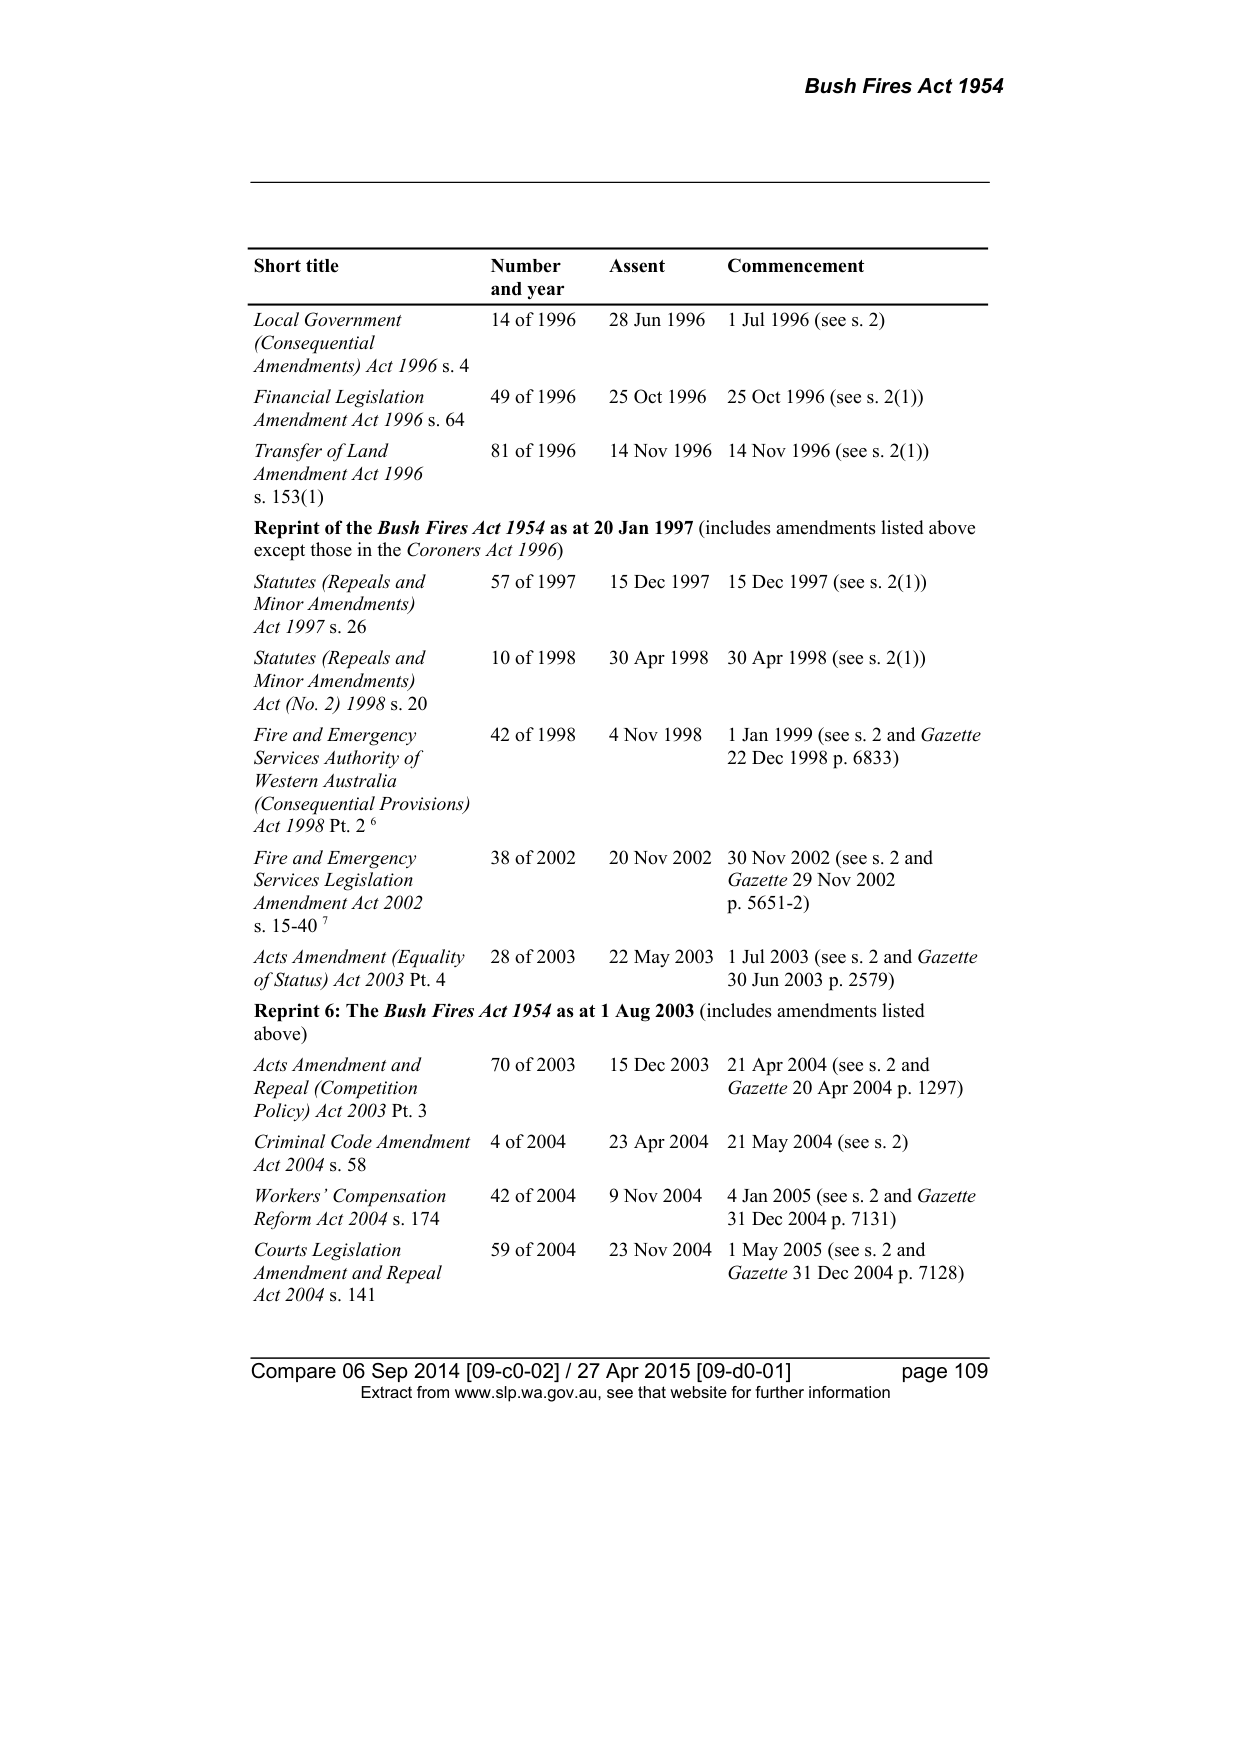 Bush Fires Act 1954
Short title Number and year Assent Commencement
Local Government (Consequential Amendments) Act 1996 s. 4 14 of 1996 28 Jun 1996 1 Jul 1996 (see s. 2)
Financial Legislation Amendment Act 1996 s. 64 49 of 1996 25 Oct 1996 25 Oct 1996 (see s. 2(1))
Transfer of Land Amendment Act 1996 s. 153(1) 81 of 1996 14 Nov 1996 14 Nov 1996 (see s. 2(1))
Reprint of the Bush Fires Act 1954 as at 20 Jan 1997 (includes amendments listed above
except those in the Coroners Act 1996)
Statutes (Repeals and Minor Amendments) Act 1997 s. 26 57 of 1997 15 Dec 1997 15 Dec 1997 (see s. 2(1))
Statutes (Repeals and Minor Amendments) Act (No. 2) 1998 s. 20 10 of 1998 30 Apr 1998 30 Apr 1998 (see s. 2(1))
Fire and Emergency Services Authority of Western Australia (Consequential Provisions) Act 1998 Pt. 2 6 42 of 1998 4 Nov 1998 1 Jan 1999 (see s. 2 and Gazette 22 Dec 1998 p. 6833)
Fire and Emergency Services Legislation Amendment Act 2002 s. 15-40 7 38 of 2002 20 Nov 2002 30 Nov 2002 (see s. 2 and Gazette 29 Nov 2002 p. 5651-2)
Acts Amendment (Equality of Status) Act 2003 Pt. 4 28 of 2003 22 May 2003 1 Jul 2003 (see s. 2 and Gazette 30 Jun 2003 p. 2579)
Reprint 6: The Bush Fires Act 1954 as at 1 Aug 2003 (includes amendments listed
above)
Acts Amendment and Repeal (Competition Policy) Act 2003 Pt. 3 70 of 2003 15 Dec 2003 21 Apr 2004 (see s. 2 and Gazette 20 Apr 2004 p. 1297)
Criminal Code Amendment Act 2004 s. 58 4 of 2004 23 Apr 2004 21 May 2004 (see s. 2)
Workers’ Compensation Reform Act 2004 s. 174 42 of 2004 9 Nov 2004 4 Jan 2005 (see s. 2 and Gazette 31 Dec 2004 p. 7131)
Courts Legislation Amendment and Repeal Act 2004 s. 141 59 of 2004 23 Nov 2004 1 May 2005 (see s. 2 and Gazette 31 Dec 2004 p. 7128)
Compare 06 Sep 2014 [09-c0-02] / 27 Apr 2015 [09-d0-01] page 109
Extract from www.slp.wa.gov.au, see that website for further information